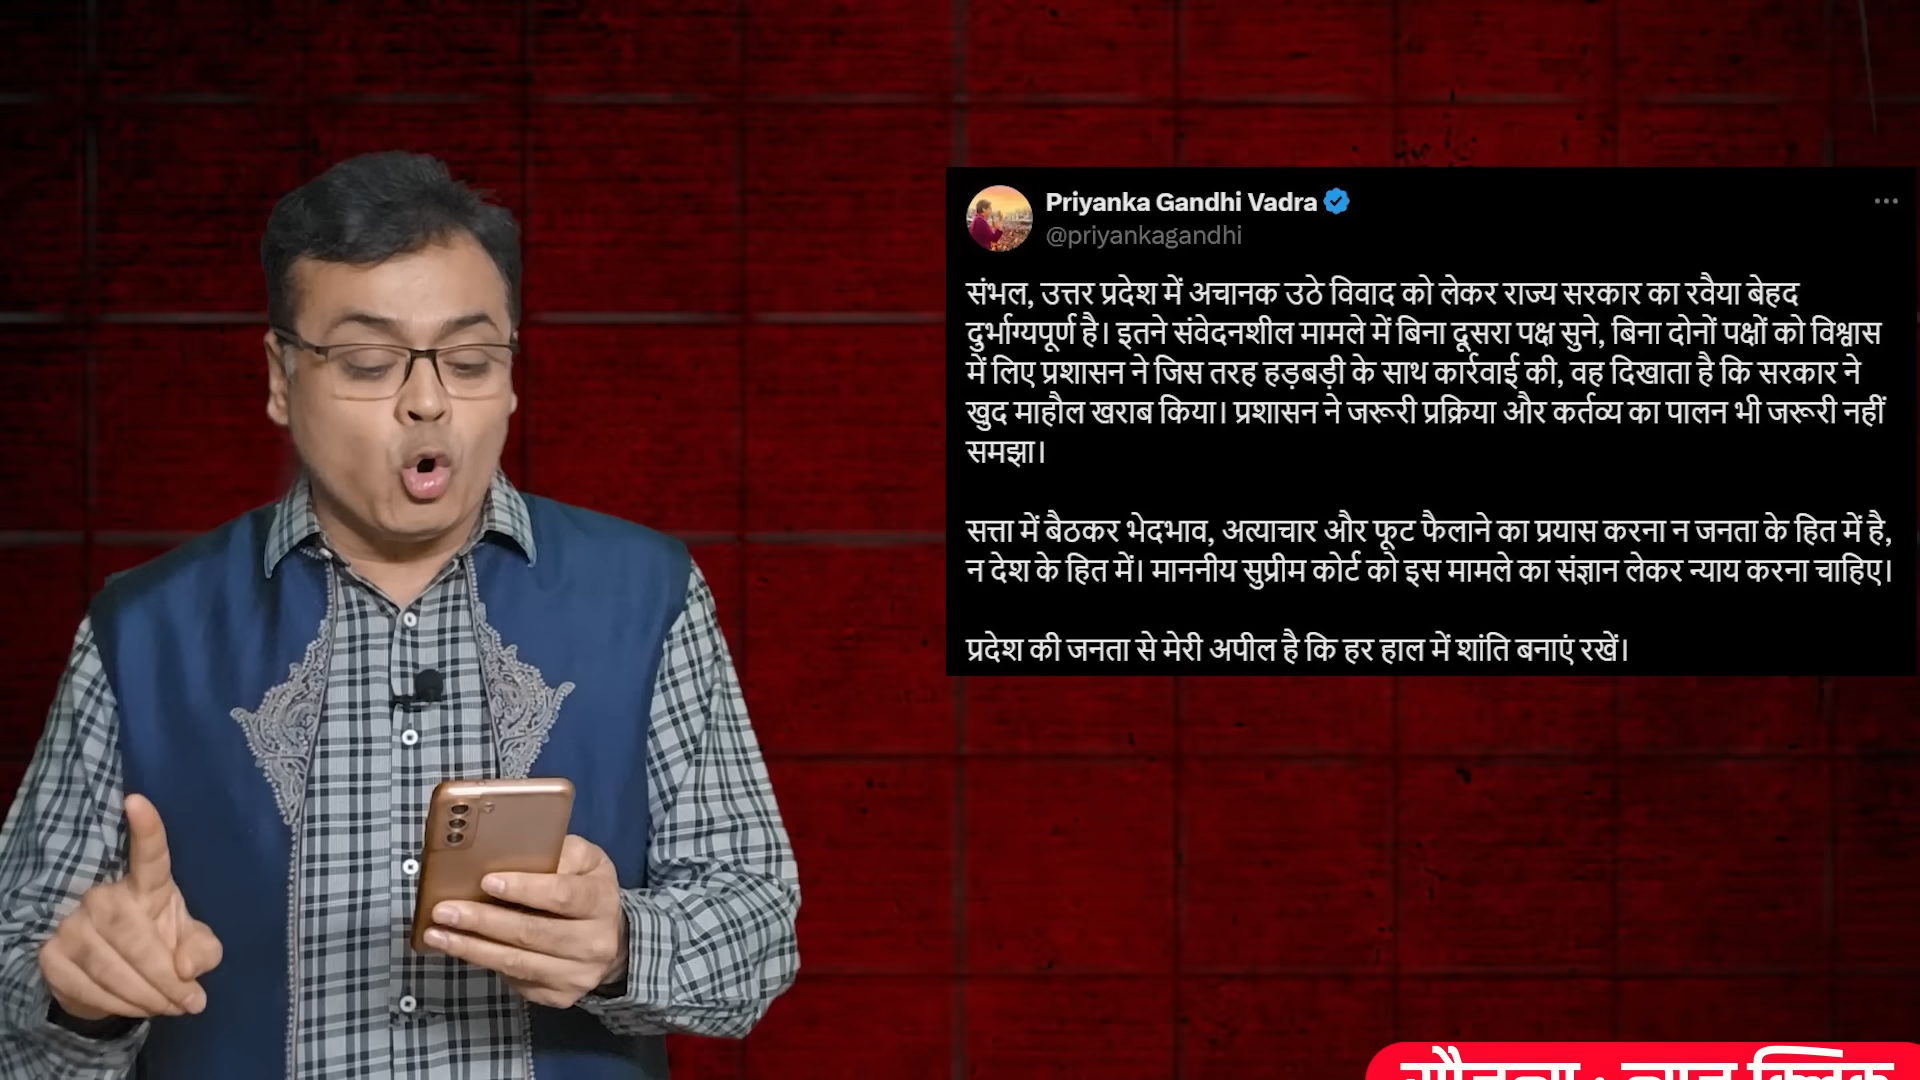 Priyanka Gandhi Vadra
@priyankagandhi
संभल, उत्तर प्रदेश में अचानक उठे विवाद को लेकर राज्य सरकार का रवैया बेहद
दुर्भाग्यपूर्ण है। इतने संवेदनशील मामले में बिना दूसरा पक्ष सुने, बिना दोनों पक्षों को विश्वास
में लिए प्रशासन ने जिस तरह हड़बड़ी के साथ कार्रवाई की, वह दिखाता है कि सरकार ने
खुद माहौल खराब किया। प्रशासन ने जरूरी प्रक्रिया और कर्तव्य का पालन भी जरूरी नहीं
समझा।
सत्ता में बैठकर भेदभाव, अत्याचार और फूट फैलाने का प्रयास करना न जनता के हित में है,
न देश के हित में। माननीय सुप्रीम कोर्ट को इस मामले का संज्ञान लेकर न्याय करना चाहिए।
प्रदेश की जनता से मेरी अपील है कि हर हाल में शांति बनाएं रखें।